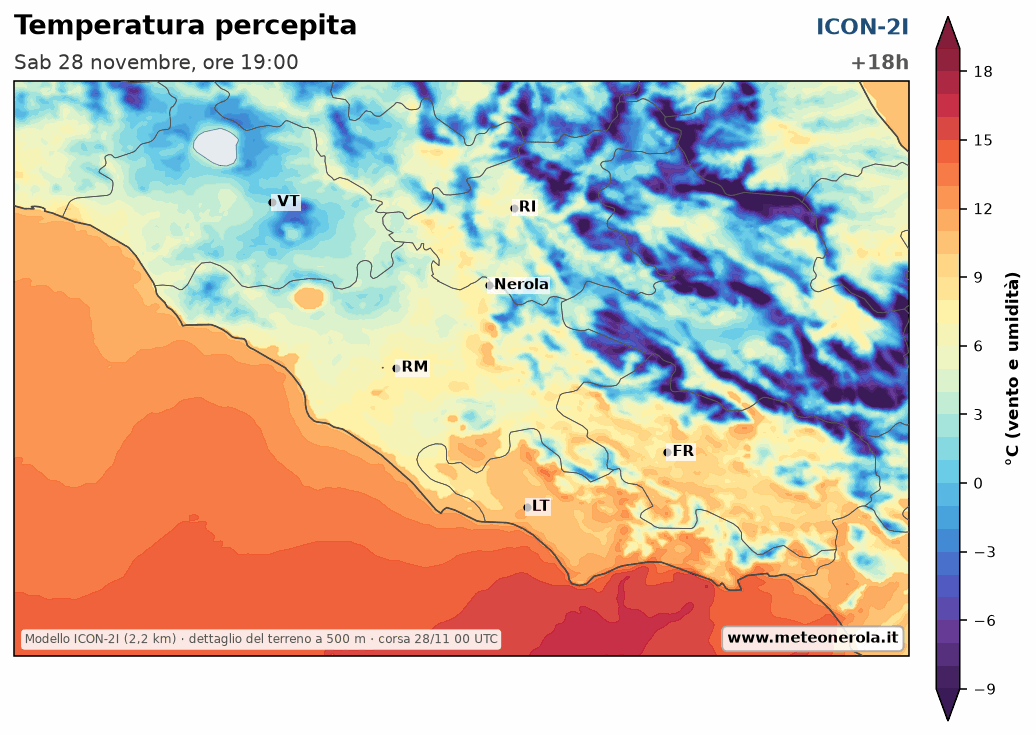 Temperatura percepita
ICON-2I
Sab 28 novembre, ore 19:00
+18h
VT
RI
Nerola
RM
FR
LT
Modello ICON-2I (2,2 km) · dettaglio del terreno a 500 m · corsa 28/11 00 UTC
www.meteonerola.it
18
15
12
9
6
3
0
−3
−6
−9
°C (vento e umidità)